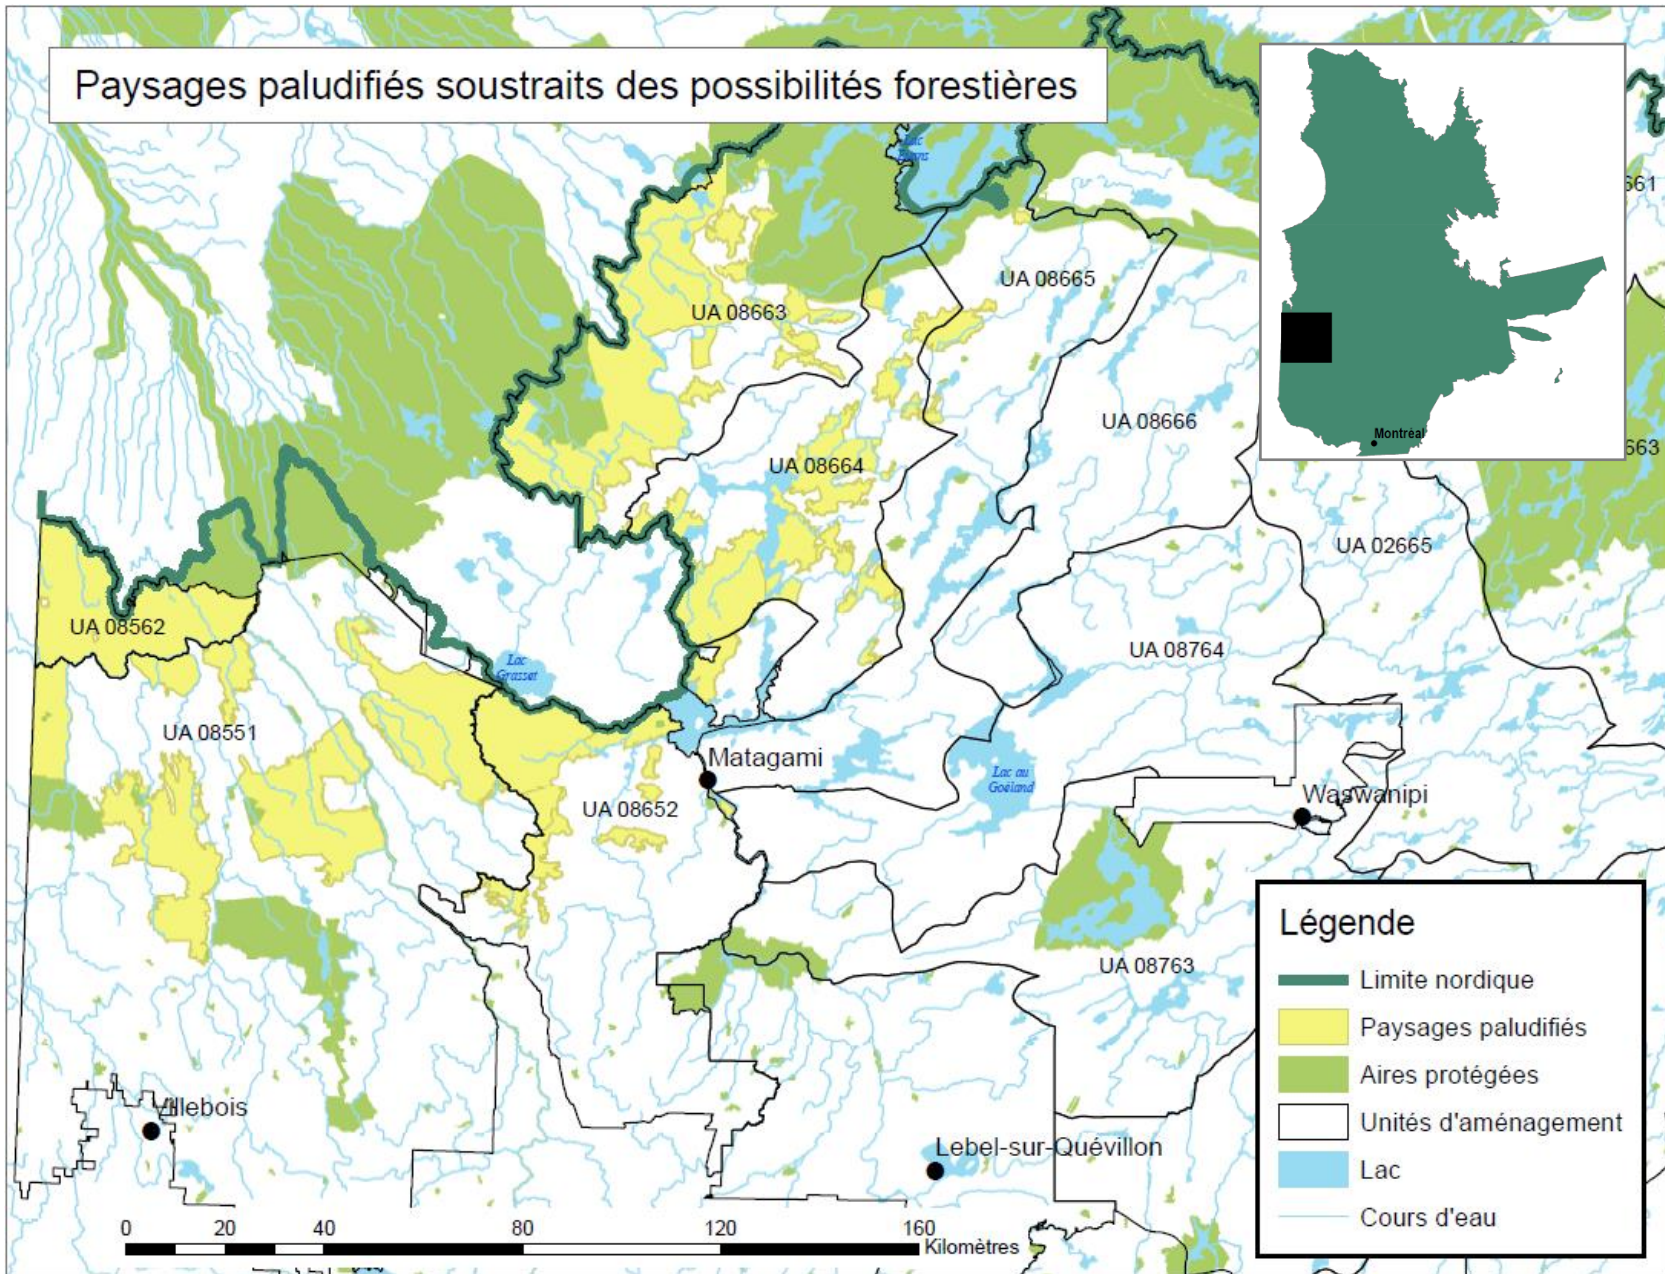 Paysages paludifiés soustraits des possibilités forestières
Montréal
661
663
UA 08665
UA 08663
UA 08666
UA 08664
UA 02665
UA 08562
UA 08764
Lac
Grasset
UA 08551
Matagami
Lac au
Goéland
UA 08652
Waswanipi
UA 08763
Villebois
Lebel-sur-Quévillon
0 20 40 80 120 160
Kilomètres
Légende
Limite nordique
Paysages paludifiés
Aires protégées
Unités d'aménagement
Lac
Cours d'eau